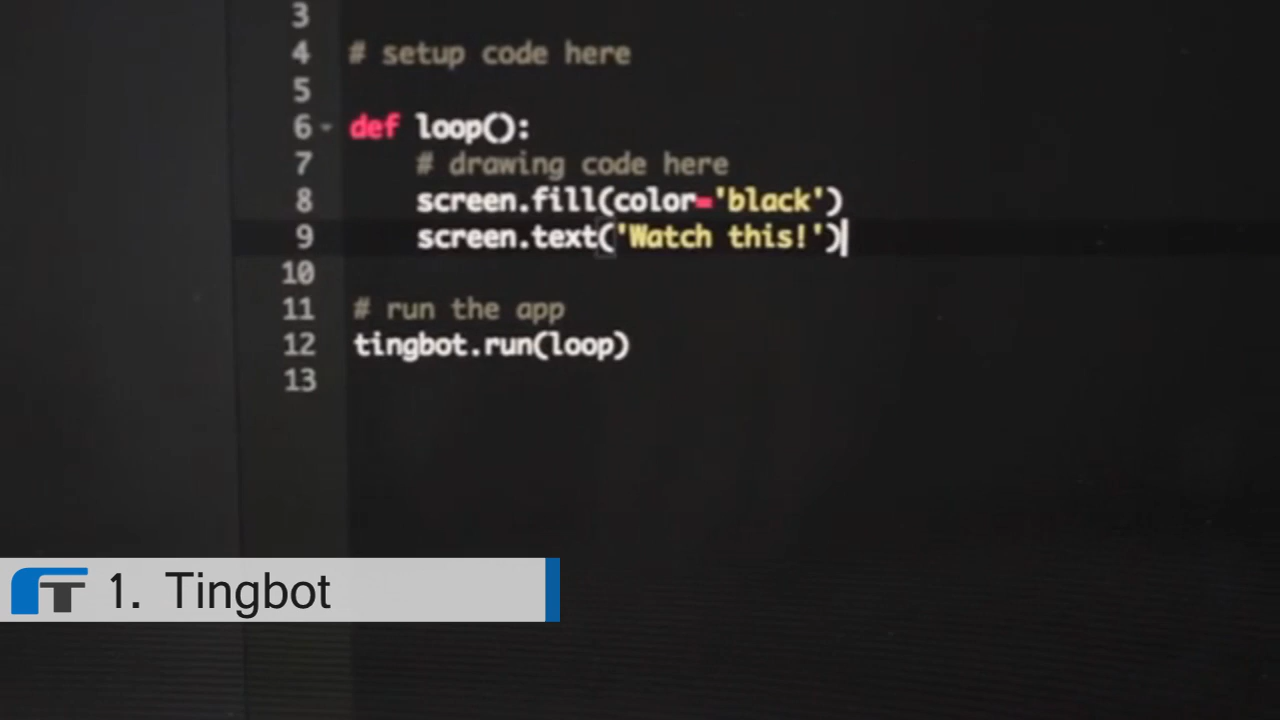 3
4 # setup code here
5
6 def loop():
7 # drawing code here
8 screen.fill(color='black')
9 screen.text('Watch this!')
10
11 # run the app
12 tingbot.run(loop)
13
1. Tingbot